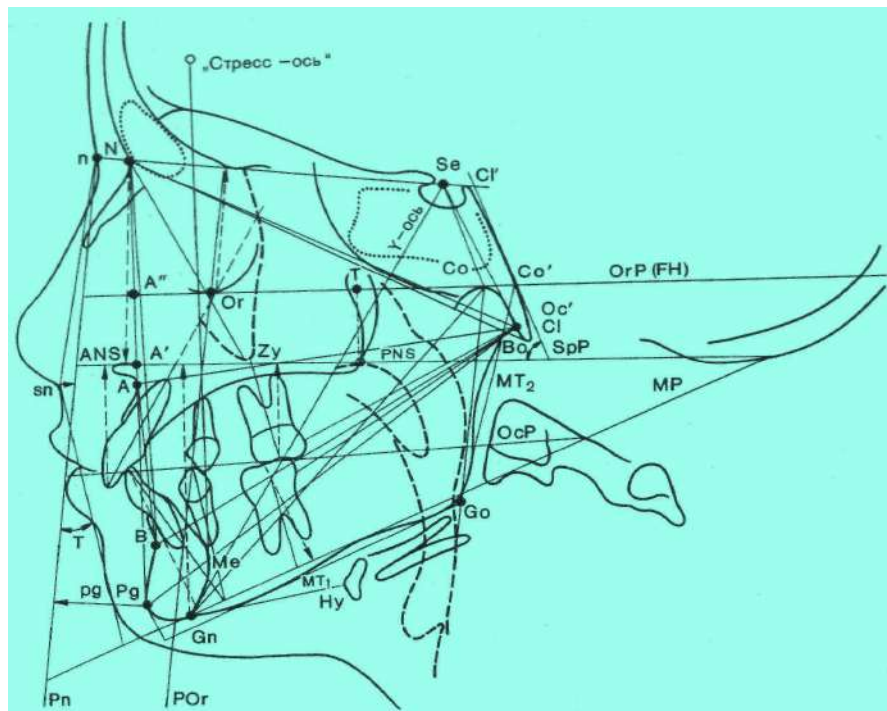 „Стресс –ось“
n N
Se
Cl'
Y–ось
Co
Co'
OrP (FH)
A"
Or
T
Oc'
Cl
ANS
A'
Zy
PNS
Bo
SpP
A
sn
MT₂
MP
OcP
Go
B
T
Me
MT₁
pg
Pg
Hy
Gn
Pn
POr